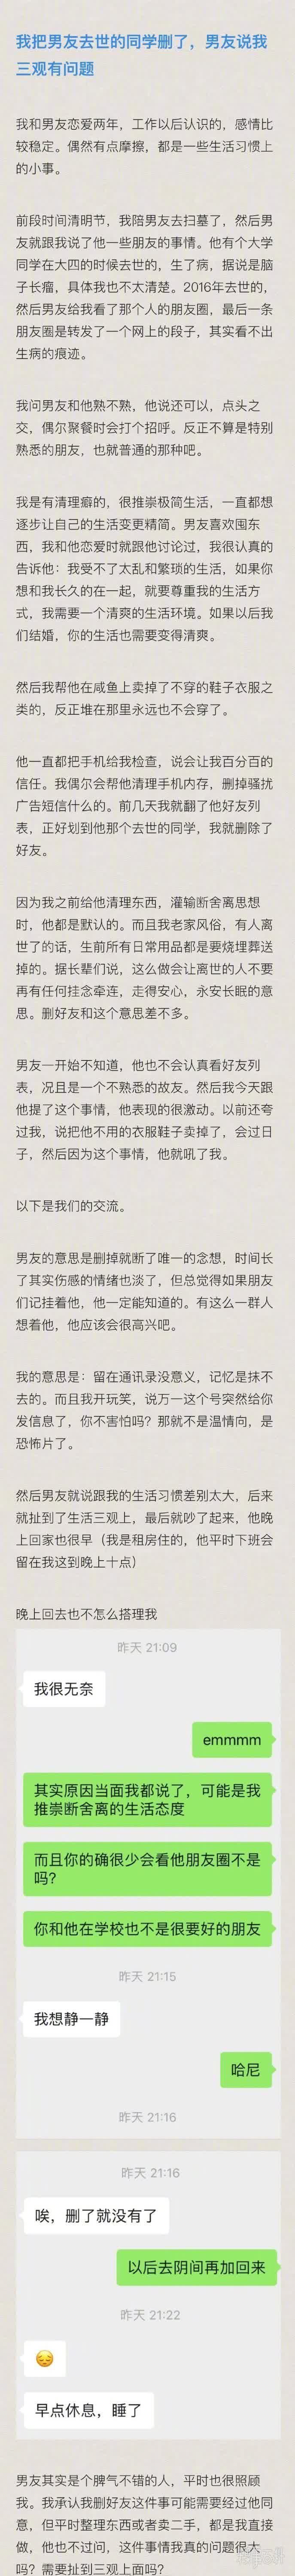 我把男友去世的同学删了，男友说我
三观有问题
我和男友恋爱两年，工作以后认识的，感情比
较稳定。偶然有点摩擦，都是一些生活习惯上
的小事。
前段时间清明节，我陪男友去扫墓了，然后男
友就跟我说了他一些朋友的事情。他有个大学
同学在大四的时候去世的，生了病，据说是脑
子长瘤，具体我也不太清楚。2016年去世的，
然后男友给我看了那个人的朋友圈，最后一条
朋友圈是转发了一个网上的段子，其实看不出
生病的痕迹。
我问男友和他熟不熟，他说还可以，点头之
交，偶尔聚餐时会打个招呼。反正不算是特别
熟悉的朋友，也就普通的那种吧。
我是有清理癖的，很推崇极简生活，一直都想
逐步让自己的生活变更精简。男友喜欢囤东
西，我和他恋爱时就跟他讨论过，我很认真的
告诉他：我受不了太乱和繁琐的生活，如果你
想和我长久的在一起，就要尊重我的生活方
式，我需要一个清爽的生活环境。如果以后我
们结婚，你的生活也需要变得清爽。
然后我帮他在咸鱼上卖掉了不穿的鞋子衣服之
类的，反正堆在那里永远也不会穿了。
他一直都把手机给我检查，说会让我百分百的
信任。我偶尔会帮他清理手机内存，删掉骚扰
广告短信什么的。前几天我就翻了他好友列
表，正好划到他那个去世的同学，我就删除了
好友。
因为我之前给他清理东西，灌输断舍离思想
时，他都是默认的。而且我老家风俗，有人离
世了的话，生前所有日常用品都是要烧埋葬送
掉的。据长辈们说，这么做会让离世的人不要
再有任何挂念牵连，走得安心，永安长眠的意
思。删好友和这个意思差不多。
男友一开始不知道，他也不会认真看好友列
表，况且是一个不熟悉的故友。然后我今天跟
他提了这个事情，他表现的很激动。以前还夸
过我，说把他不用的衣服鞋子卖掉了，会过日
子，然后因为这个事情，他就吼了我。
以下是我们的交流。
男友的意思是删掉就断了唯一的念想，时间长
了其实伤感的情绪也淡了，但总觉得如果朋友
们记挂着他，他一定能知道的。有这么一群人
想着他，他应该会很高兴吧。
我的意思是：留在通讯录没意义，记忆是抹不
去的。而且我开玩笑，说万一这个号突然给你
发信息了，你不害怕吗？那就不是温情向，是
恐怖片了。
然后男友就说跟我的生活习惯差别太大，后来
就扯到了生活三观上，最后就吵了起来，他晚
上回家也很早（我是租房住的，他平时下班会
留在我这到晚上十点）
晚上回去也不怎么搭理我
昨天 21:09
我很无奈
emmmm
其实原因当面我都说了，可能是我
推崇断舍离的生活态度
而且你的确很少会看他朋友圈不是
吗？
你和他在学校也不是很要好的朋友
昨天 21:15
我想静一静
哈尼
昨天 21:16
昨天 21:16
唉，删了就没有了
以后去阴间再加回来
昨天 21:22
早点休息，睡了
男友其实是个脾气不错的人，平时也很照顾
我。我承认我删好友这件事可能需要经过他同
意，但平时整理东西或者卖二手，都是我直接
做，他也不过问，这件事情我真的问题很大
吗？需要扯到三观上面吗？